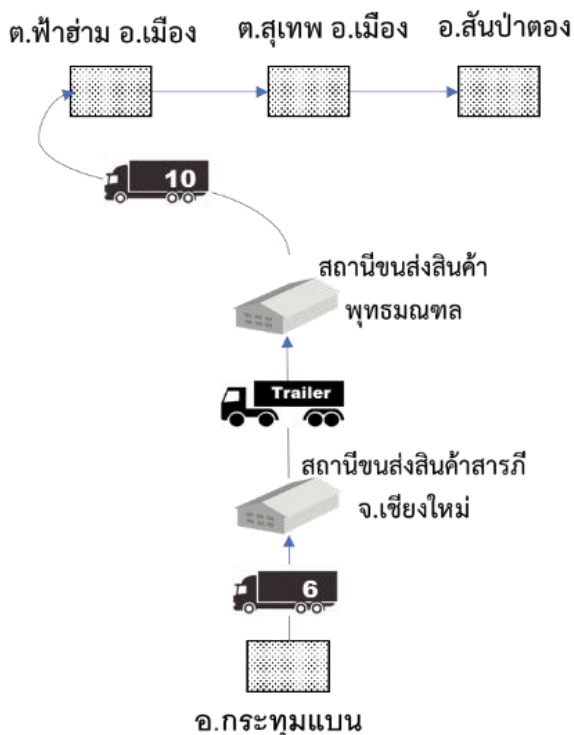 ต.ฟ้าฮ่าม อ.เมือง ต.สุเทพ อ.เมือง อ.สันป่าตอง
10
สถานีขนส่งสินค้า
พุทธมณฑล
Trailer
สถานีขนส่งสินค้าสารภี
จ.เชียงใหม่
6
อ.กระทุมแบน